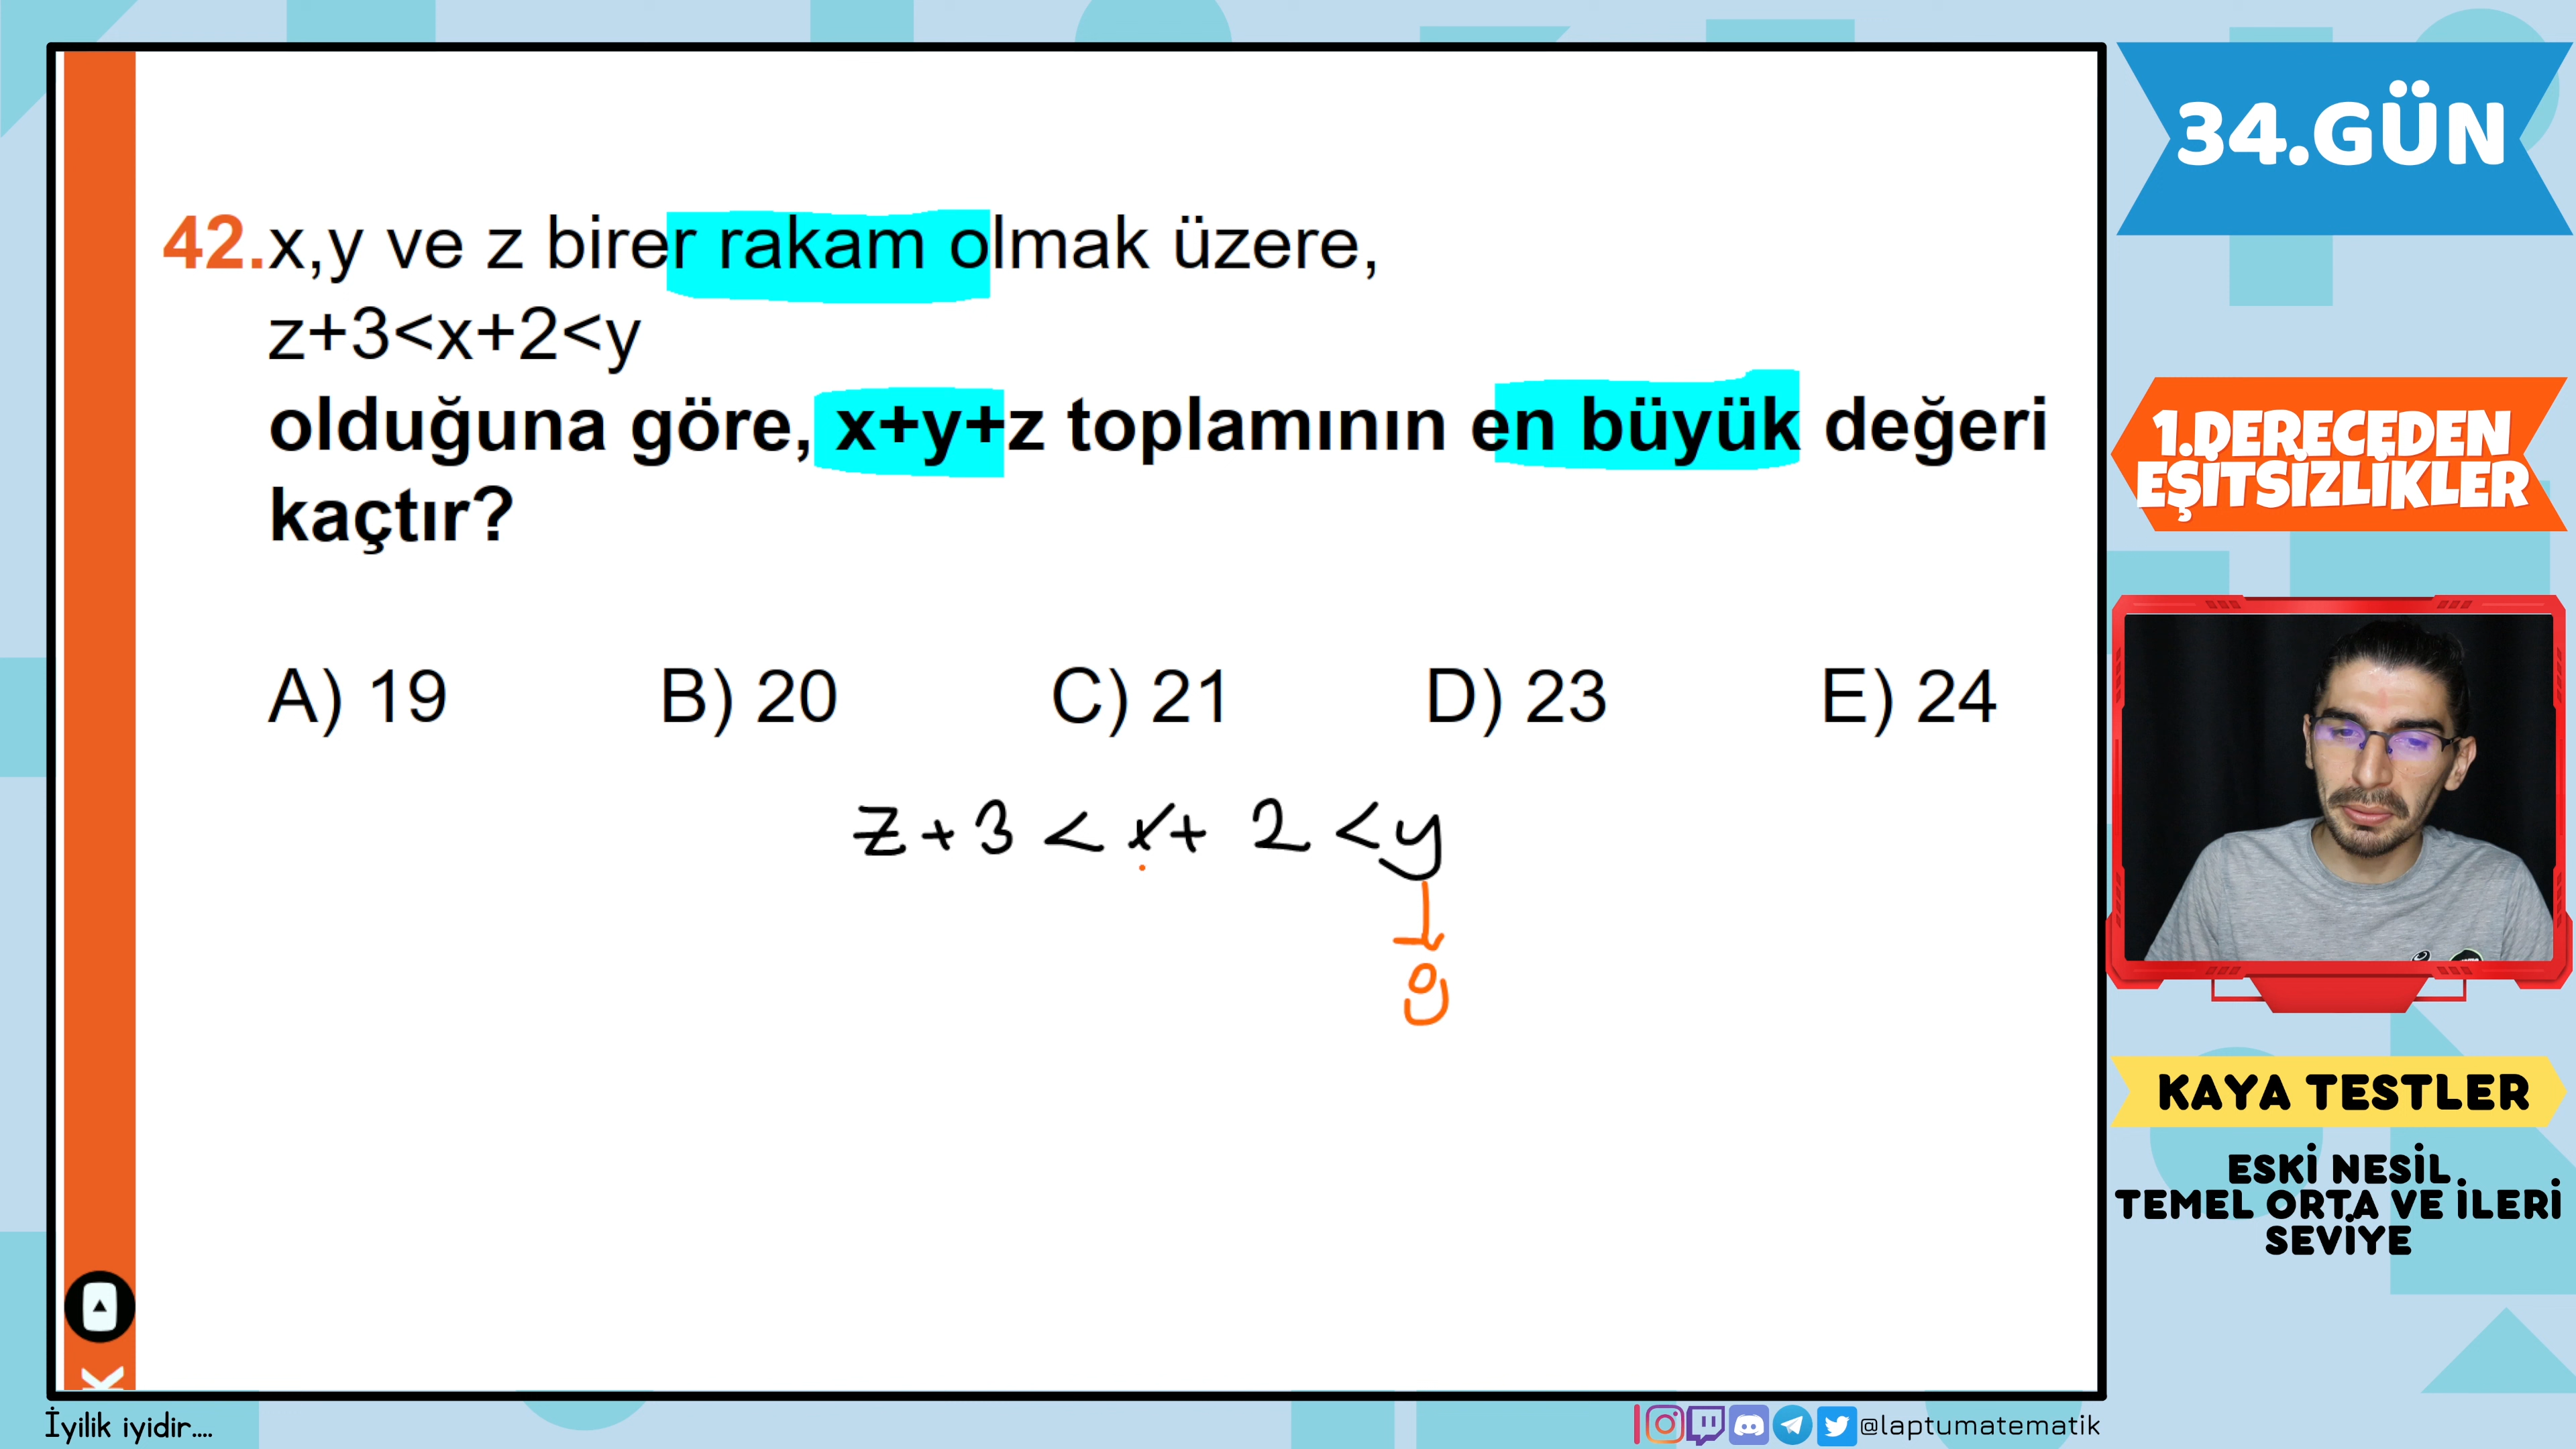 34.GÜN
42.x,y ve z birer rakam olmak üzere,
z+3<x+2<y
olduğuna göre, x+y+z toplamının en büyük değeri
kaçtır?
A) 19 B) 20 C) 21 D) 23 E) 24
z + 3 < x + 2 < y
9
1.DERECEDEN
EŞİTSİZLİKLER
KAYA TESTLER
ESKİ NESİL
TEMEL ORTA VE İLERİ
SEVİYE
K
İyilik iyidir....
@laptumatematik